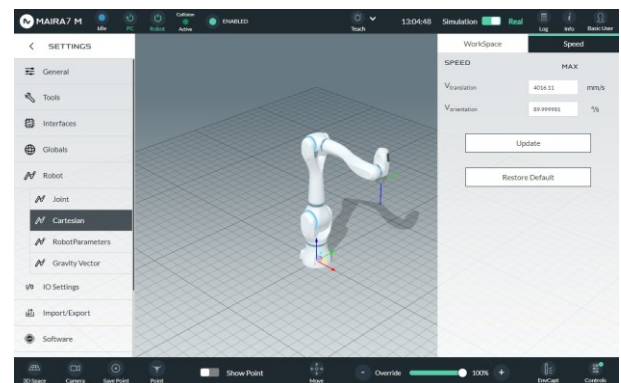 MAIRA7 M
Idle
PC
Robot
Collision
Active
ENABLED
Teach
13:04:48
Simulation
Real
Log
Info
Basic User
SETTINGS
General
Tools
Interfaces
Globals
Robot
Joint
Cartesian
RobotParameters
Gravity Vector
I/O IO Settings
Import/Export
Software
WorkSpace
Speed
SPEED
MAX
Vtranslation 4016.11 mm/s
Vorientation 89.999981 °/s
Update
Restore Default
3D Space
Camera
Save Point
Point
Show Point
Move
- Override 100% +
EnvCapt
Controls